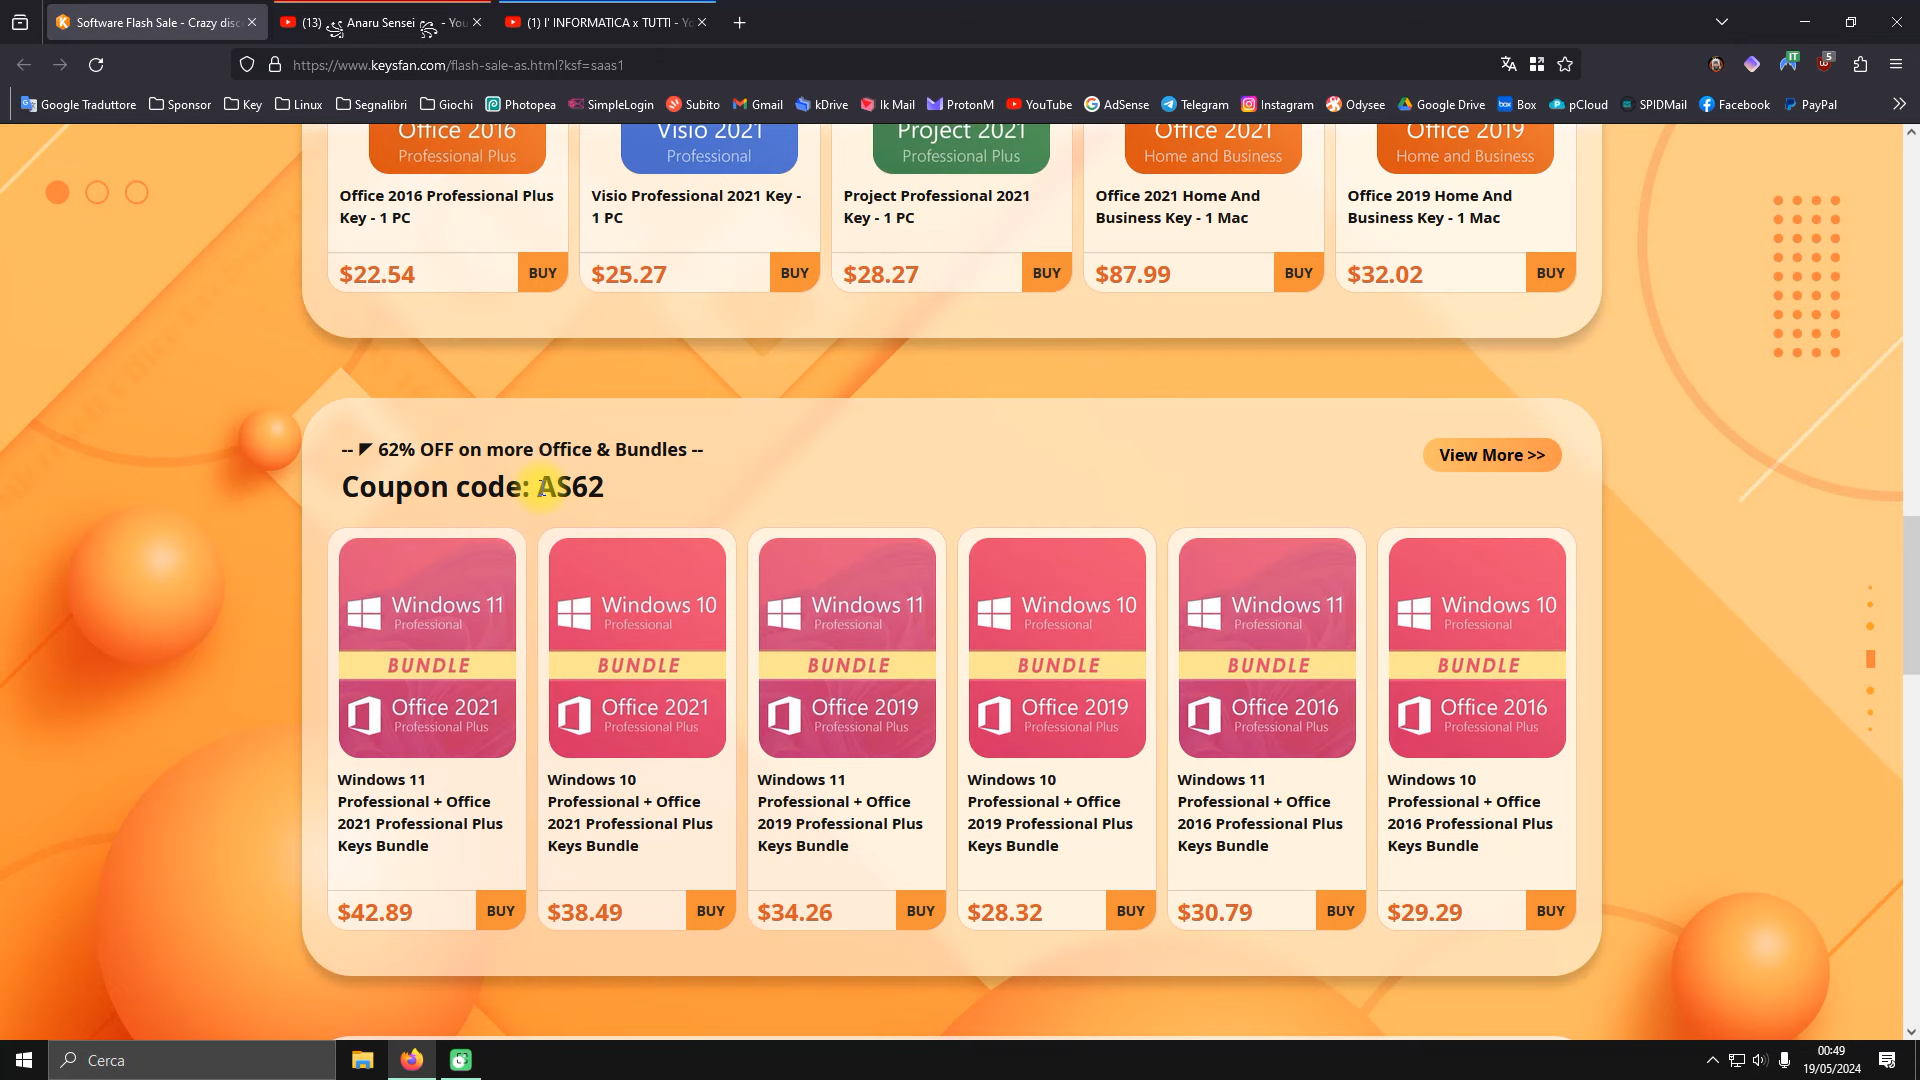 Software Flash Sale - Crazy disc
(13) Anaru Sensei - You
(1) l' INFORMATICA x TUTTI - Yo
https://www.keysfan.com/flash-sale-as.html?ksf=saas1
IT
5
Google Traduttore
Sponsor
Key
Linux
Segnalibri
Giochi
Photopea
SimpleLogin
Subito
Gmail
kDrive
Ik Mail
ProtonM
YouTube
AdSense
Telegram
Instagram
Odysee
Google Drive
Box
pCloud
SPIDMail
Facebook
PayPal
Office 2016
Professional Plus
Visio 2021
Professional
Project 2021
Professional Plus
Office 2021
Home and Business
Office 2019
Home and Business
Office 2016 Professional Plus
Key - 1 PC
Visio Professional 2021 Key -
1 PC
Project Professional 2021
Key - 1 PC
Office 2021 Home And
Business Key - 1 Mac
Office 2019 Home And
Business Key - 1 Mac
$22.54 BUY
$25.27 BUY
$28.27 BUY
$87.99 BUY
$32.02 BUY
-- ◤ 62% OFF on more Office & Bundles --
View More >>
Coupon code: AS62
Windows 11
Professional
BUNDLE
Office 2021
Professional Plus
Windows 10
Professional
BUNDLE
Office 2021
Professional Plus
Windows 11
Professional
BUNDLE
Office 2019
Professional Plus
Windows 10
Professional
BUNDLE
Office 2019
Professional Plus
Windows 11
Professional
BUNDLE
Office 2016
Professional Plus
Windows 10
Professional
BUNDLE
Office 2016
Professional Plus
Windows 11
Professional + Office
2021 Professional Plus
Keys Bundle
Windows 10
Professional + Office
2021 Professional Plus
Keys Bundle
Windows 11
Professional + Office
2019 Professional Plus
Keys Bundle
Windows 10
Professional + Office
2019 Professional Plus
Keys Bundle
Windows 11
Professional + Office
2016 Professional Plus
Keys Bundle
Windows 10
Professional + Office
2016 Professional Plus
Keys Bundle
$42.89 BUY
$38.49 BUY
$34.26 BUY
$28.32 BUY
$30.79 BUY
$29.29 BUY
Cerca
00:49
19/05/2024